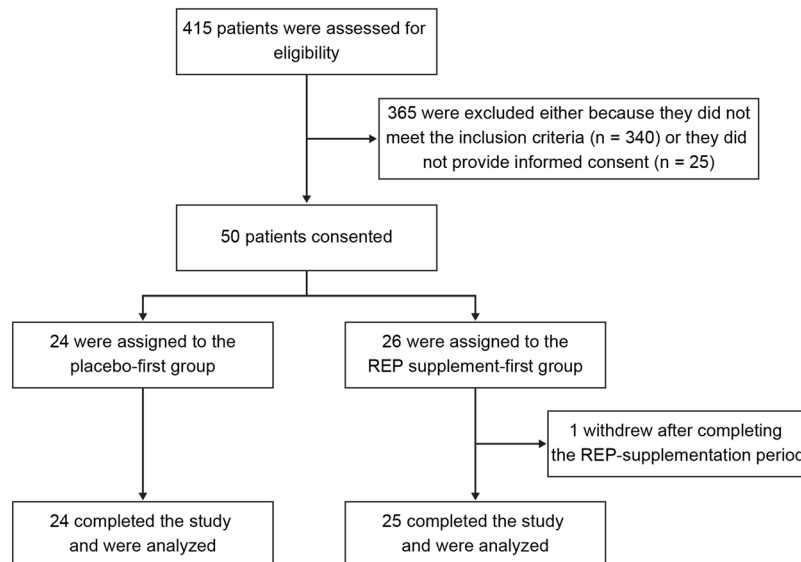 415 patients were assessed for
eligibility
365 were excluded either because they did not
meet the inclusion criteria (n = 340) or they did
not provide informed consent (n = 25)
50 patients consented
24 were assigned to the
placebo-first group
26 were assigned to the
REP supplement-first group
1 withdrew after completing
the REP-supplementation period
24 completed the study
and were analyzed
25 completed the study
and were analyzed